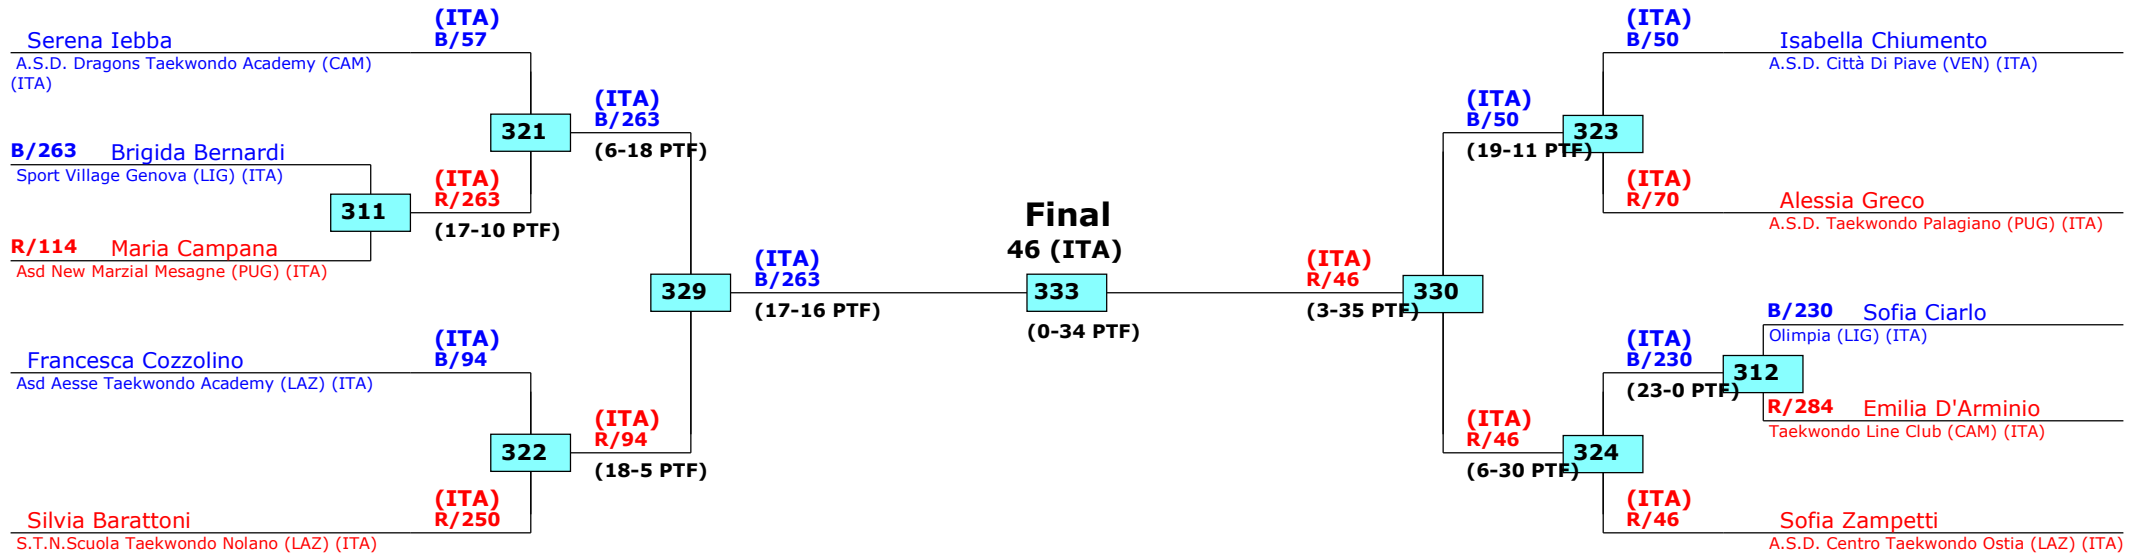 (ITA)
B/57
Serena Iebba
A.S.D. Dragons Taekwondo Academy (CAM)
(ITA)
(ITA)
B/263
321
(6-18 PTF)
B/263 Brigida Bernardi
Sport Village Genova (LIG) (ITA)
(ITA)
R/263
311
(17-10 PTF)
R/114 Maria Campana
Asd New Marzial Mesagne (PUG) (ITA)
(ITA)
B/263
329
(17-16 PTF)
(ITA)
B/94
Francesca Cozzolino
Asd Aesse Taekwondo Academy (LAZ) (ITA)
(ITA)
R/94
322
(18-5 PTF)
(ITA)
R/250
Silvia Barattoni
S.T.N.Scuola Taekwondo Nolano (LAZ) (ITA)
Final
46 (ITA)
333
(0-34 PTF)
(ITA)
R/46
330
(3-35 PTF)
(ITA)
B/50
Isabella Chiumento
A.S.D. Città Di Piave (VEN) (ITA)
(ITA)
B/50
323
(19-11 PTF)
(ITA)
R/70
Alessia Greco
A.S.D. Taekwondo Palagiano (PUG) (ITA)
B/230 Sofia Ciarlo
Olimpia (LIG) (ITA)
(ITA)
B/230
312
(23-0 PTF)
R/284 Emilia D'Arminio
Taekwondo Line Club (CAM) (ITA)
(ITA)
R/46
324
(6-30 PTF)
(ITA)
R/46
Sofia Zampetti
A.S.D. Centro Taekwondo Ostia (LAZ) (ITA)